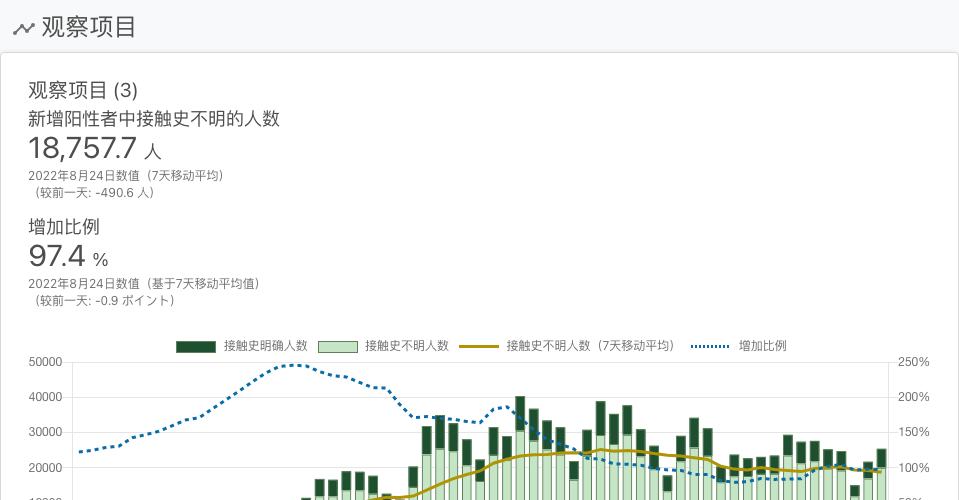 观察项目
观察项目 (3)
新增阳性者中接触史不明的人数
18,757.7 人
2022年8月24日数值（7天移动平均）
（较前一天: -490.6 人）
增加比例
97.4 %
2022年8月24日数值（基于7天移动平均值）
（较前一天: -0.9 ポイント）
接触史明确人数 接触史不明人数 接触史不明人数（7天移动平均） 增加比例
50000 250%
40000 200%
30000 150%
20000 100%